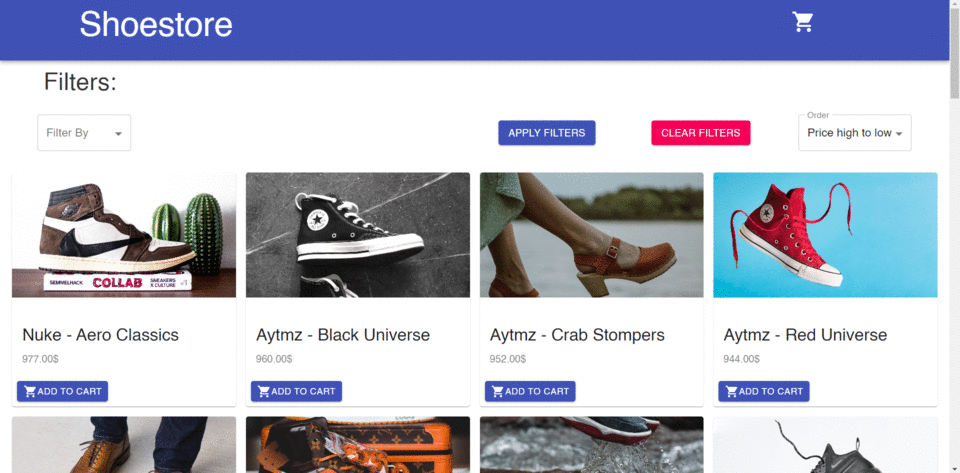 Shoestore
Filters:
Filter By
APPLY FILTERS
CLEAR FILTERS
Order
Price high to low
SEMMELHACK COLLAB SNEAKERS X CULTURE
Nuke - Aero Classics
977.00$
ADD TO CART
Aytmz - Black Universe
960.00$
ADD TO CART
Aytmz - Crab Stompers
952.00$
ADD TO CART
Aytmz - Red Universe
944.00$
ADD TO CART